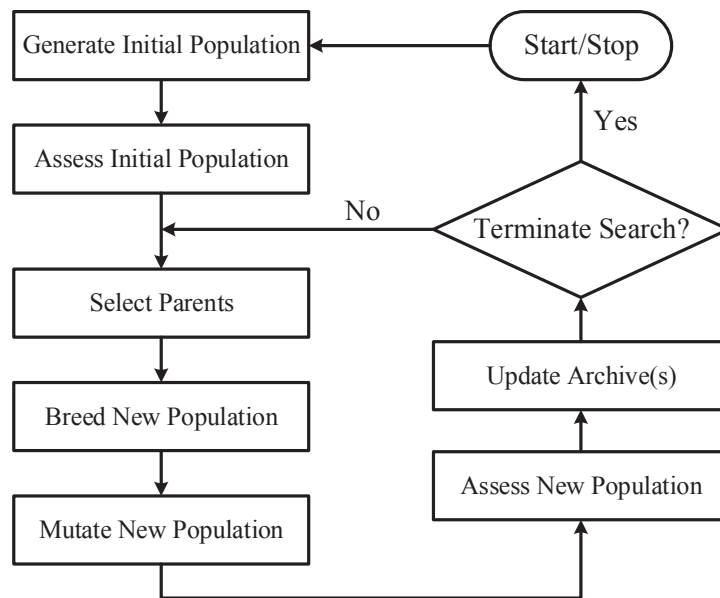 Generate Initial Population
Start/Stop
Yes
Assess Initial Population
No
Terminate Search?
Select Parents
Update Archive(s)
Breed New Population
Assess New Population
Mutate New Population